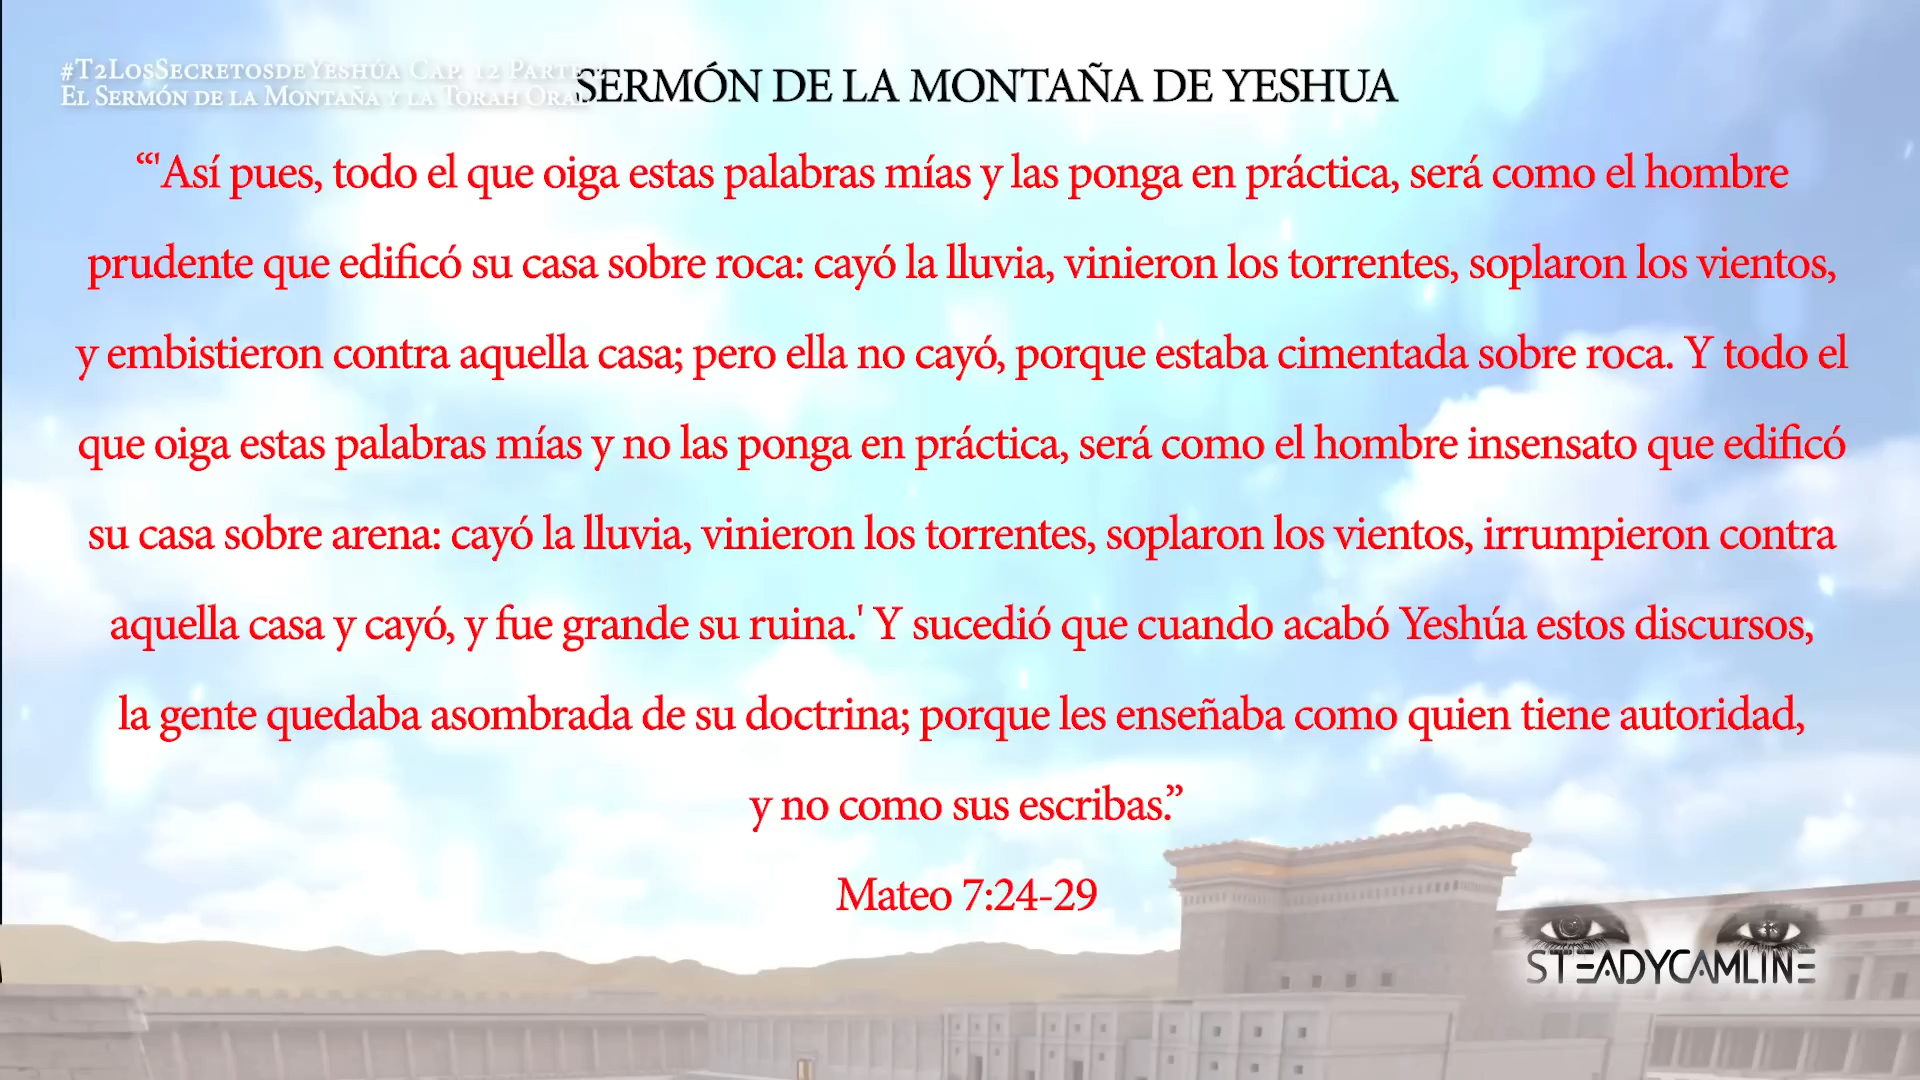 #T2LosSecretosdeYeshúa Cap. 12 Parte
El Sermón de la Montaña y la Torah Oral
SERMÓN DE LA MONTAÑA DE YESHUA
“'Así pues, todo el que oiga estas palabras mías y las ponga en práctica, será como el hombre
prudente que edificó su casa sobre roca: cayó la lluvia, vinieron los torrentes, soplaron los vientos,
y embistieron contra aquella casa; pero ella no cayó, porque estaba cimentada sobre roca. Y todo el
que oiga estas palabras mías y no las ponga en práctica, será como el hombre insensato que edificó
su casa sobre arena: cayó la lluvia, vinieron los torrentes, soplaron los vientos, irrumpieron contra
aquella casa y cayó, y fue grande su ruina.' Y sucedió que cuando acabó Yeshúa estos discursos,
la gente quedaba asombrada de su doctrina; porque les enseñaba como quien tiene autoridad,
y no como sus escribas.”
Mateo 7:24-29
STEADYCAMLINE